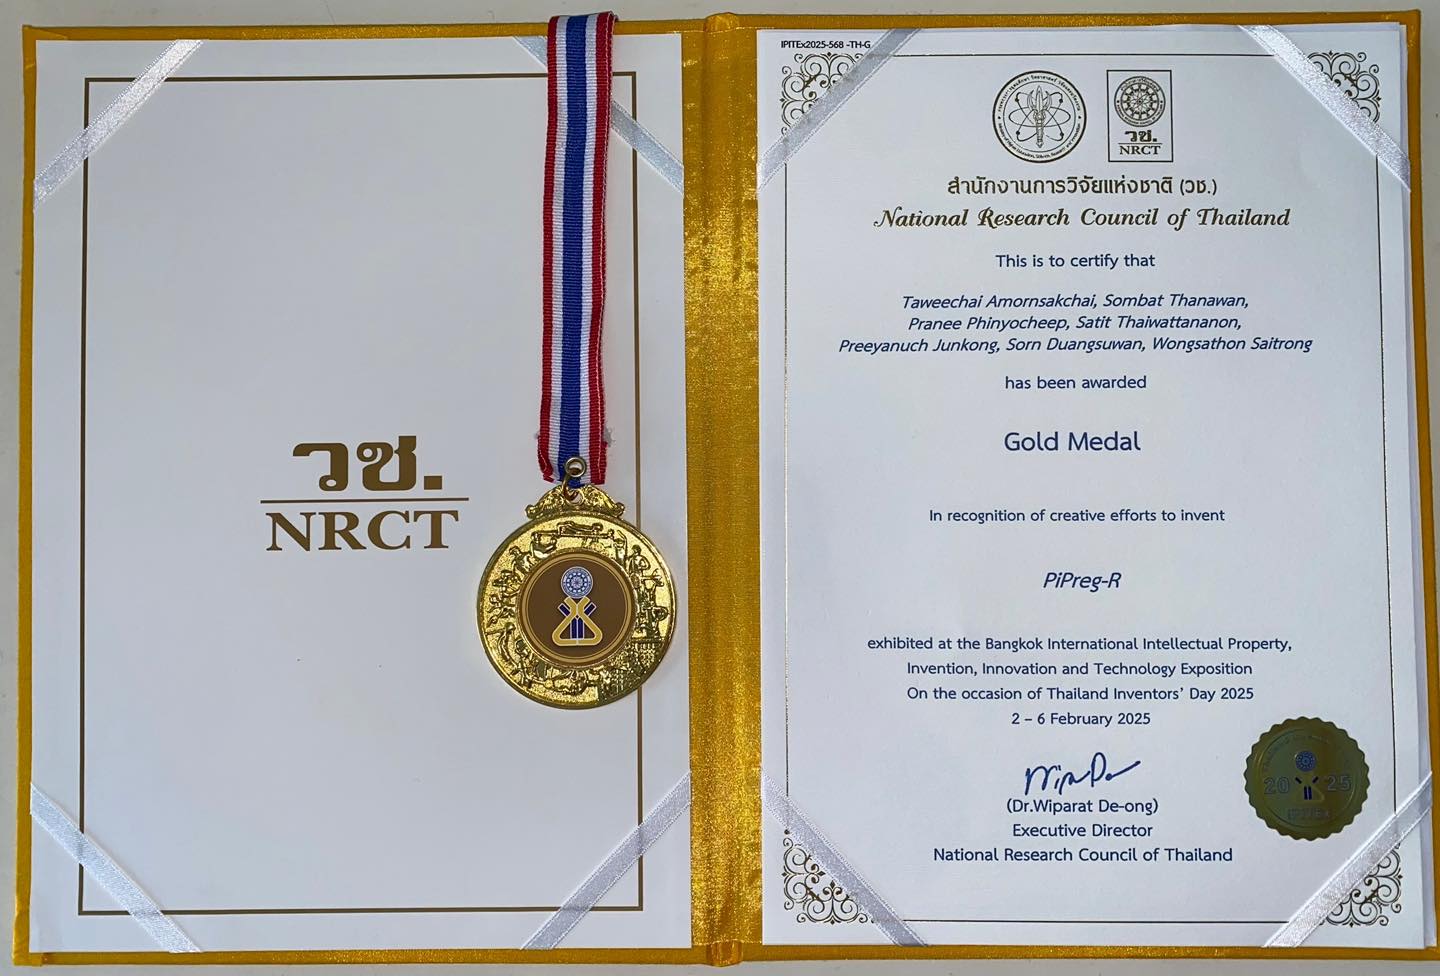 วช.
NRCT
IPITEx2025-568 -TH-G
วช.
NRCT
สำนักงานการวิจัยแห่งชาติ (วช.)
National Research Council of Thailand
This is to certify that
Taweechai Amornsakchai, Sombat Thanawan,
Pranee Phinyocheep, Satit Thaiwattananon,
Preeyanuch Junkong, Sorn Duangsuwan, Wongsathon Saitrong
has been awarded
Gold Medal
In recognition of creative efforts to invent
PiPreg-R
exhibited at the Bangkok International Intellectual Property,
Invention, Innovation and Technology Exposition
On the occasion of Thailand Inventors’ Day 2025
2 – 6 February 2025
(Dr.Wiparat De-ong)
Executive Director
National Research Council of Thailand
20 25
IPITEx